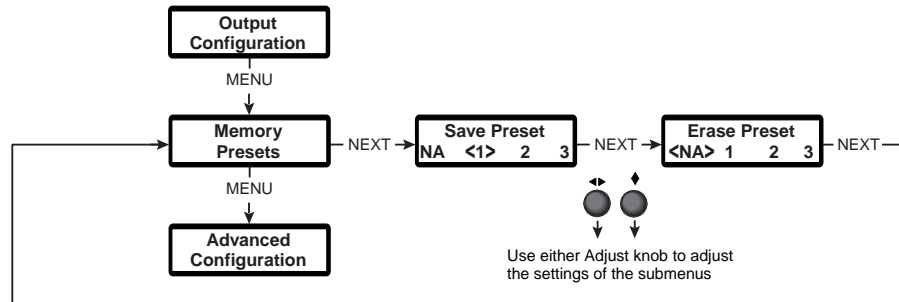 Output
Configuration
MENU
Memory
Presets
NEXT
Save Preset
NA <1> 2 3
NEXT
Erase Preset
<NA> 1 2 3
NEXT
MENU
Advanced
Configuration
Use either Adjust knob to adjust
the settings of the submenus